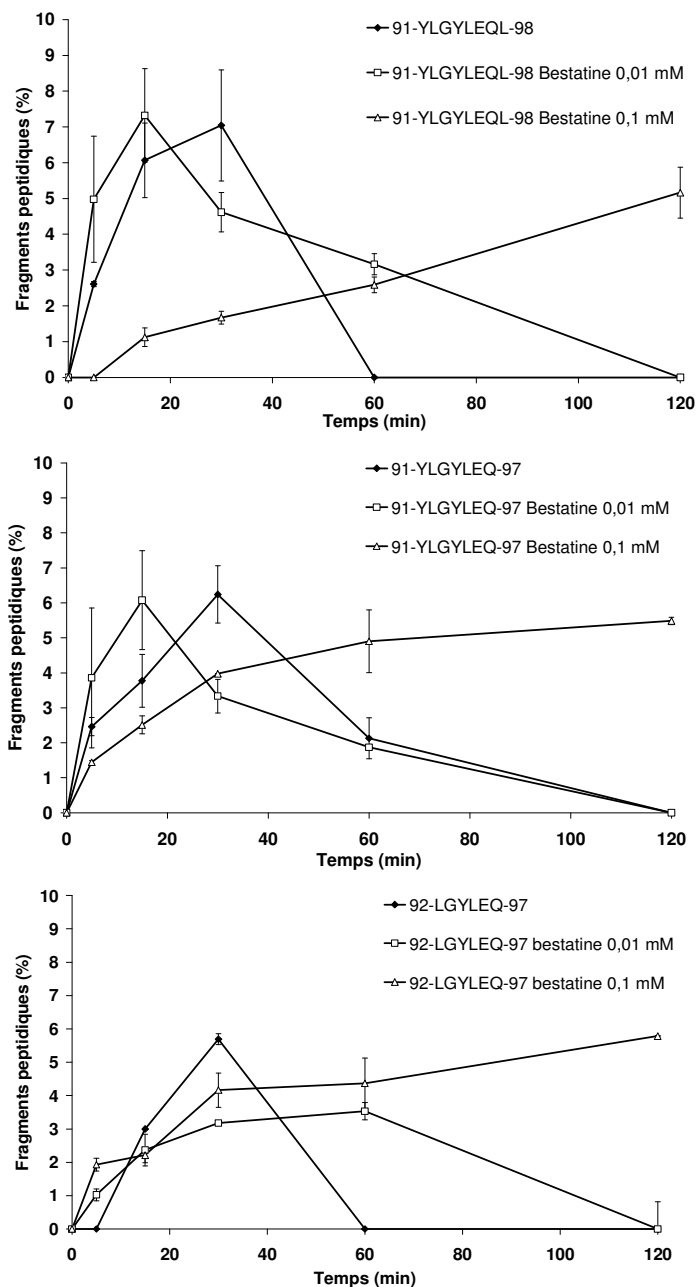 10
9
8
7
6
5
4
3
2
1
0
Fragments peptidiques (%)
91-YLGYLEQL-98
91-YLGYLEQL-98 Bestatine 0,01 mM
91-YLGYLEQL-98 Bestatine 0,1 mM
0 20 40 60 80 100 120
Temps (min)
10
9
8
7
6
5
4
3
2
1
0
Fragments peptidiques (%)
91-YLGYLEQ-97
91-YLGYLEQ-97 Bestatine 0,01 mM
91-YLGYLEQ-97 Bestatine 0,1 mM
0 20 40 60 80 100 120
Temps (min)
10
9
8
7
6
5
4
3
2
1
0
Fragments peptidiques (%)
92-LGYLEQ-97
92-LGYLEQ-97 bestatine 0,01 mM
92-LGYLEQ-97 bestatine 0,1 mM
0 20 40 60 80 100 120
Temps (min)